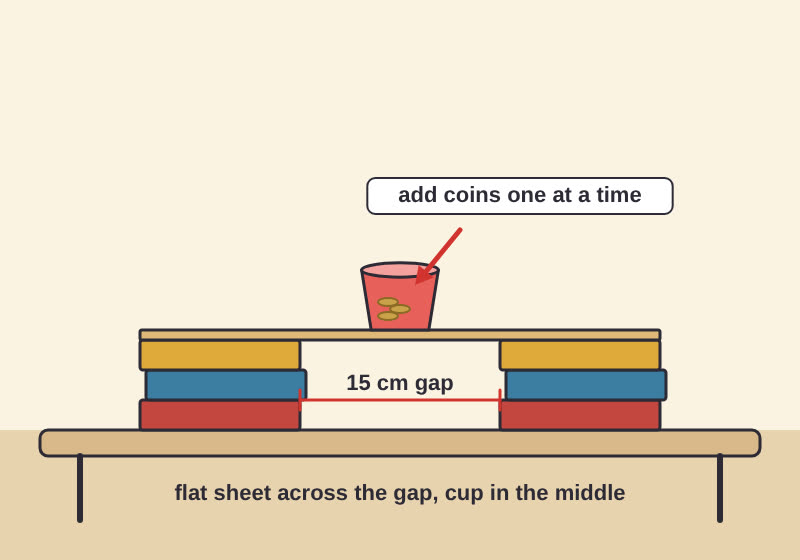 add coins one at a time
15 cm gap
flat sheet across the gap, cup in the middle